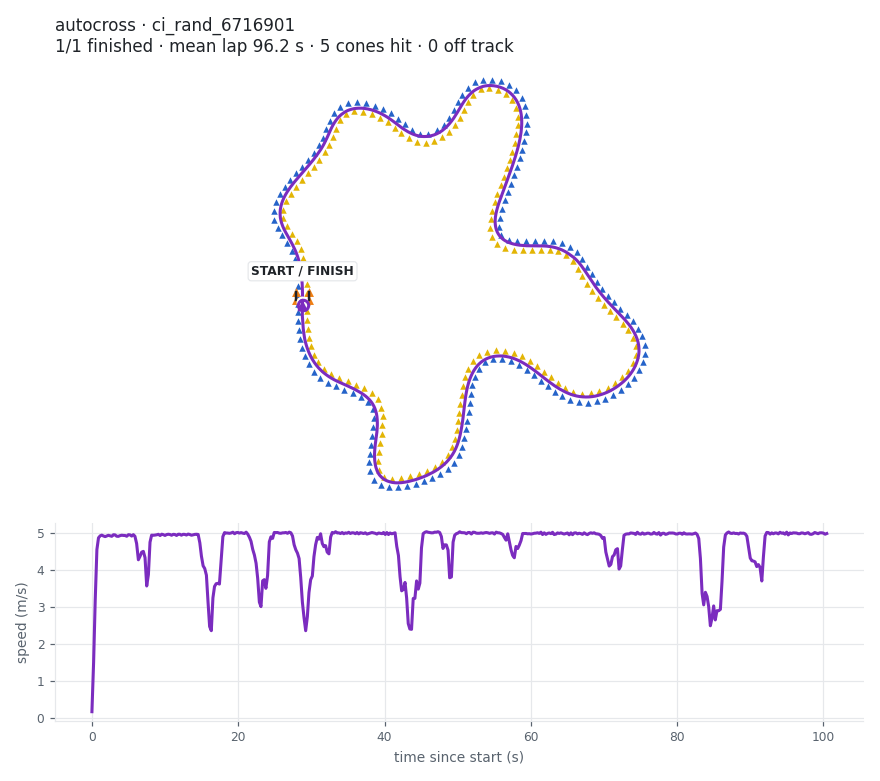 autocross · ci_rand_6716901
1/1 finished · mean lap 96.2 s · 5 cones hit · 0 off track
START / FINISH
5
4
3
2
1
0
speed (m/s)
0 20 40 60 80 100
time since start (s)